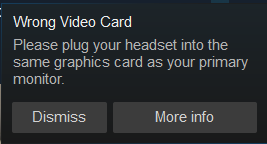 Wrong Video Card
Please plug your headset into the
same graphics card as your primary
monitor.
Dismiss
More info